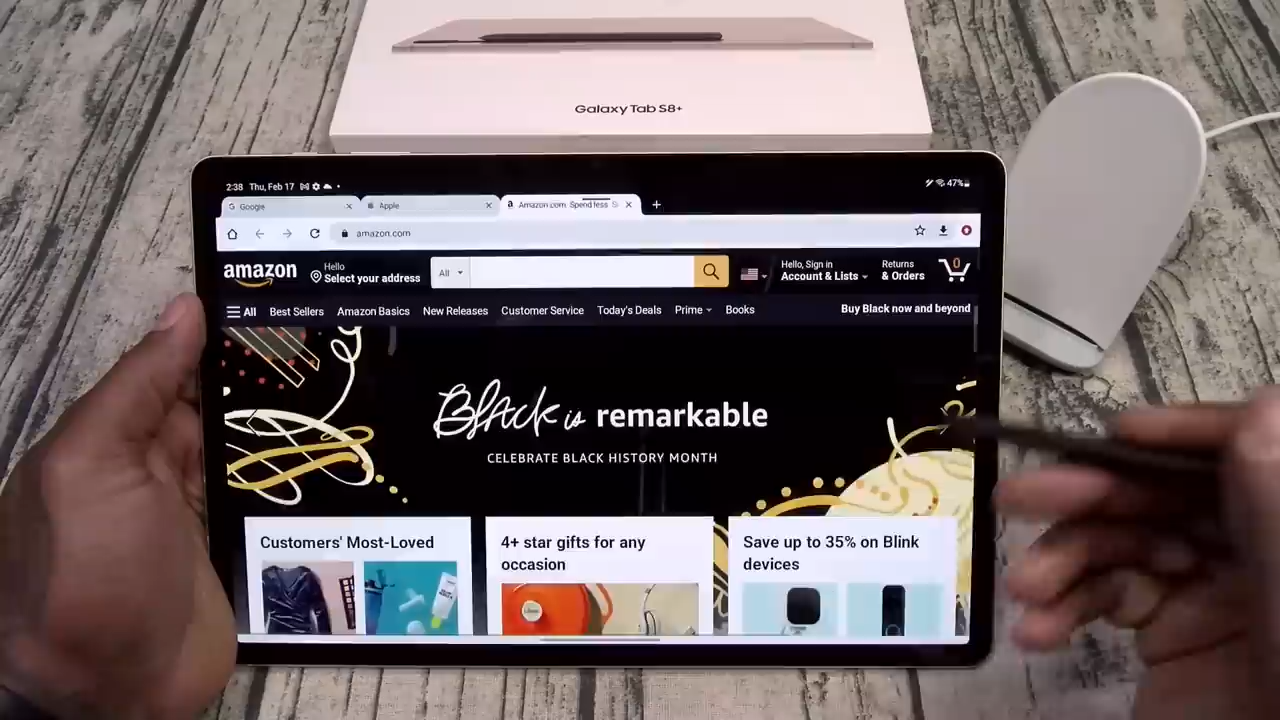 Galaxy Tab S8+
2:38 Thu, Feb 17
47%
Google
Apple
Amazon.com. Spend less. S
amazon.com
amazon
Hello
Select your address
All
Hello, Sign in
Account & Lists
Returns
& Orders
0
All Best Sellers Amazon Basics New Releases Customer Service Today's Deals Prime Books
Buy Black now and beyond
Black is remarkable
CELEBRATE BLACK HISTORY MONTH
Customers' Most-Loved
4+ star gifts for any
occasion
Save up to 35% on Blink
devices